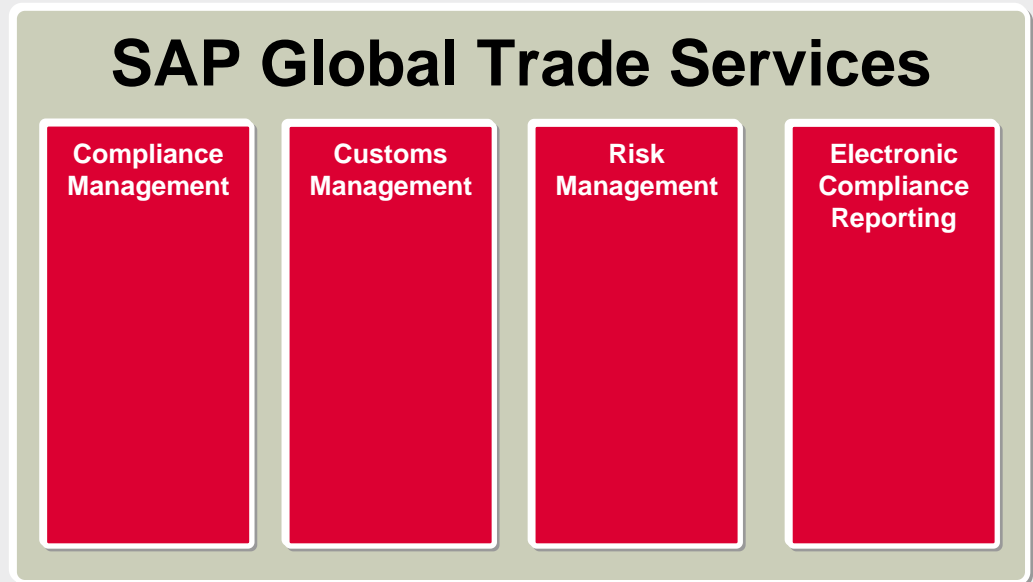 SAP Global Trade Services
Compliance
Management
Customs
Management
Risk
Management
Electronic
Compliance
Reporting